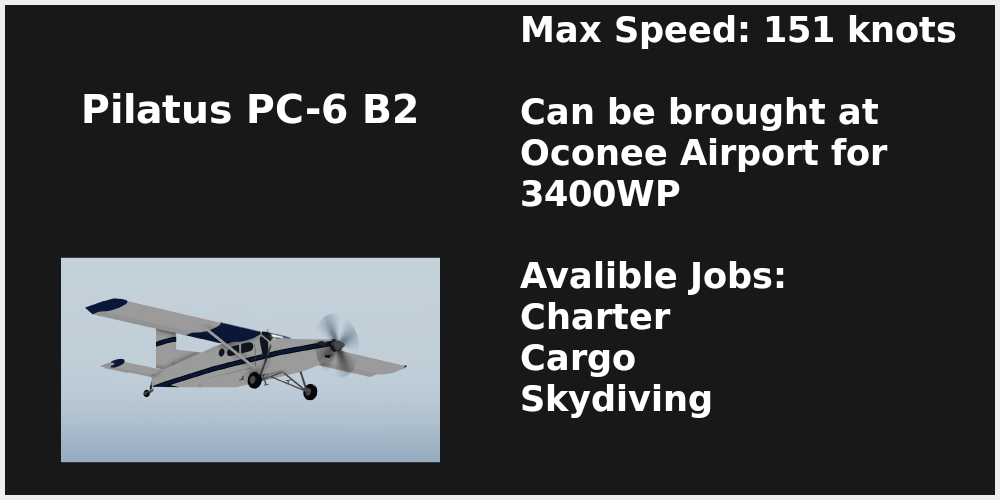 Pilatus PC-6 B2
Max Speed: 151 knots
Can be brought at
Oconee Airport for
3400WP
Avalible Jobs:
Charter
Cargo
Skydiving